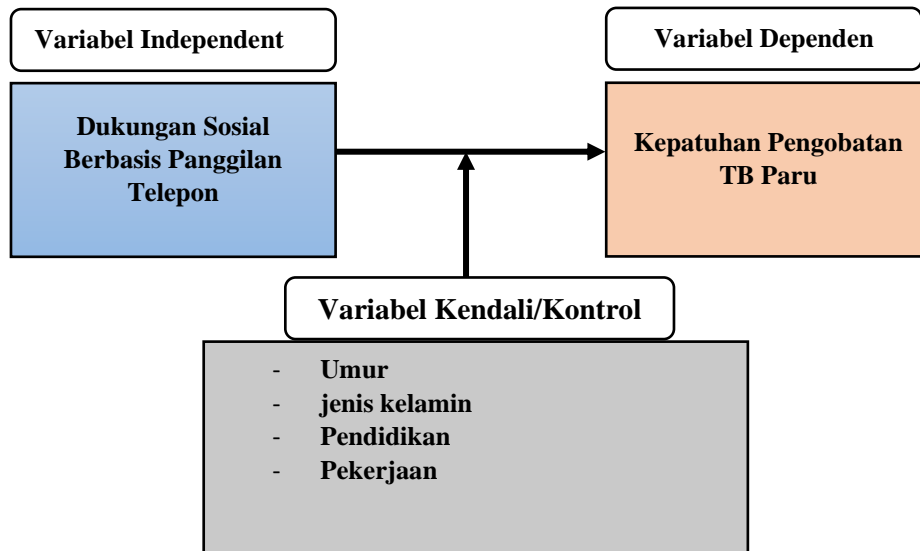 Variabel Independent
Variabel Dependen
Dukungan Sosial
Berbasis Panggilan
Telepon
Kepatuhan Pengobatan
TB Paru
Variabel Kendali/Kontrol
- Umur
- jenis kelamin
- Pendidikan
- Pekerjaan